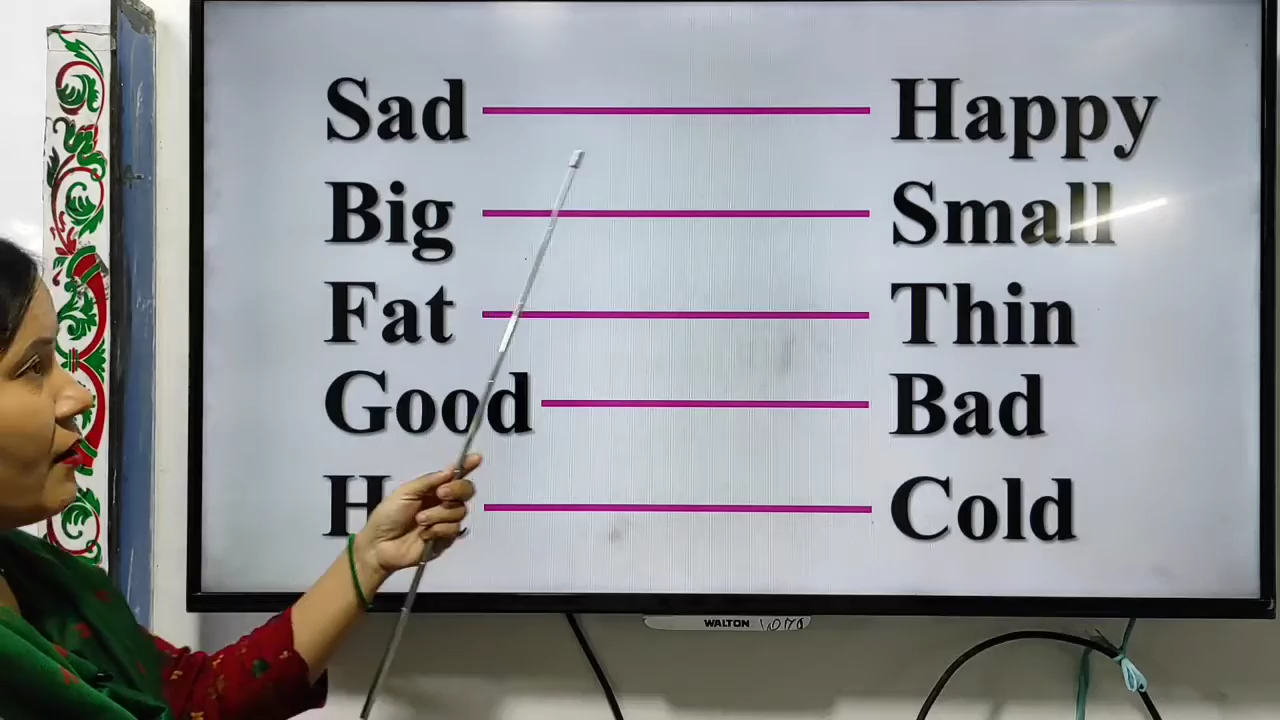 Sad Happy
Big Small
Fat Thin
Good Bad
Cold
WALTON